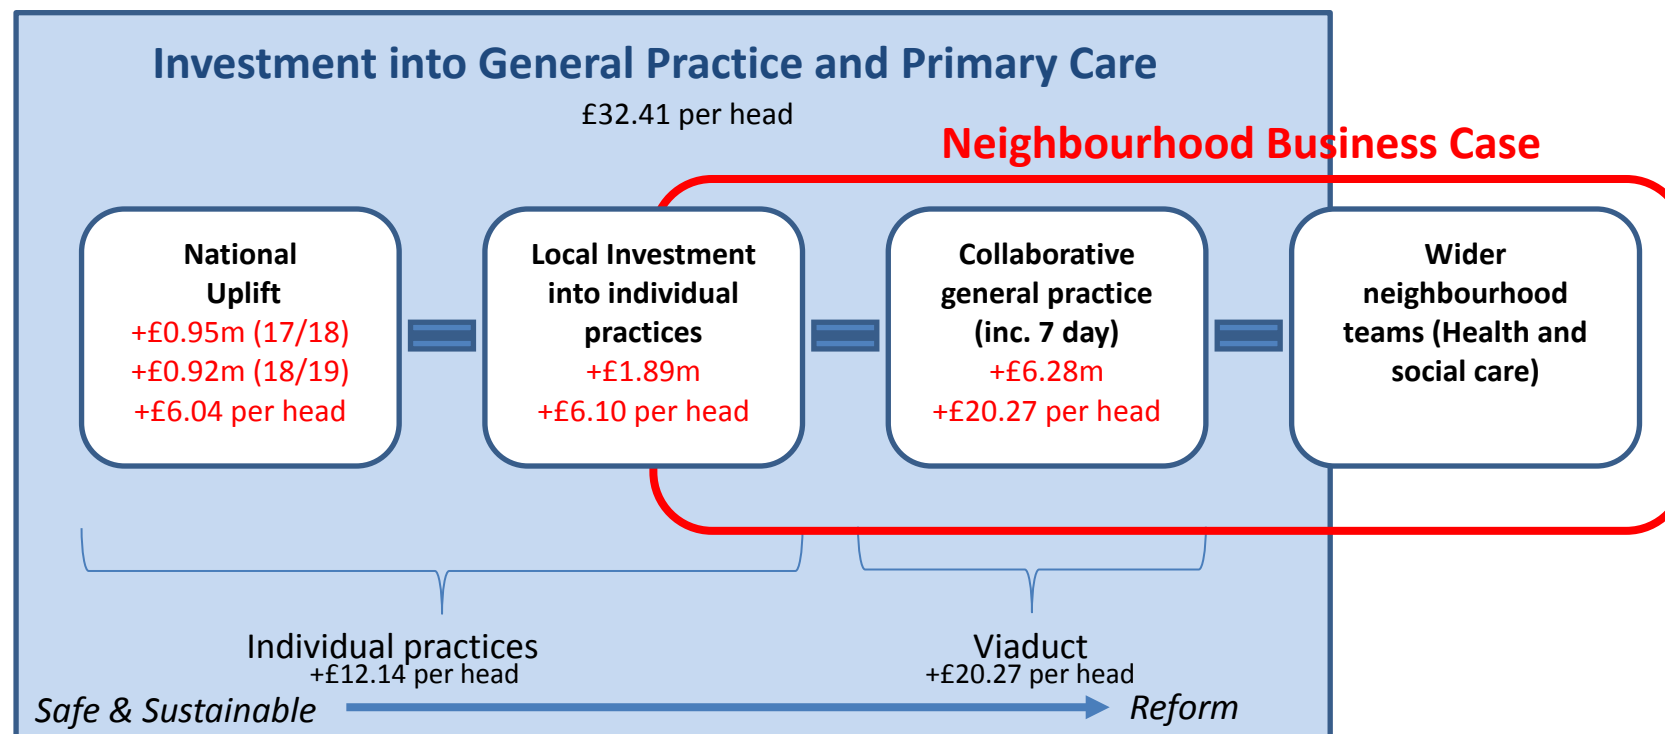 Investment into General Practice and Primary Care
£32.41 per head
Neighbourhood Business Case
National
Uplift
+£0.95m (17/18)
+£0.92m (18/19)
+£6.04 per head
Local Investment
into individual
practices
+£1.89m
+£6.10 per head
Collaborative
general practice
(inc. 7 day)
+£6.28m
+£20.27 per head
Wider
neighbourhood
teams (Health and
social care)
Individual practices
+£12.14 per head
Viaduct
+£20.27 per head
Safe & Sustainable
Reform